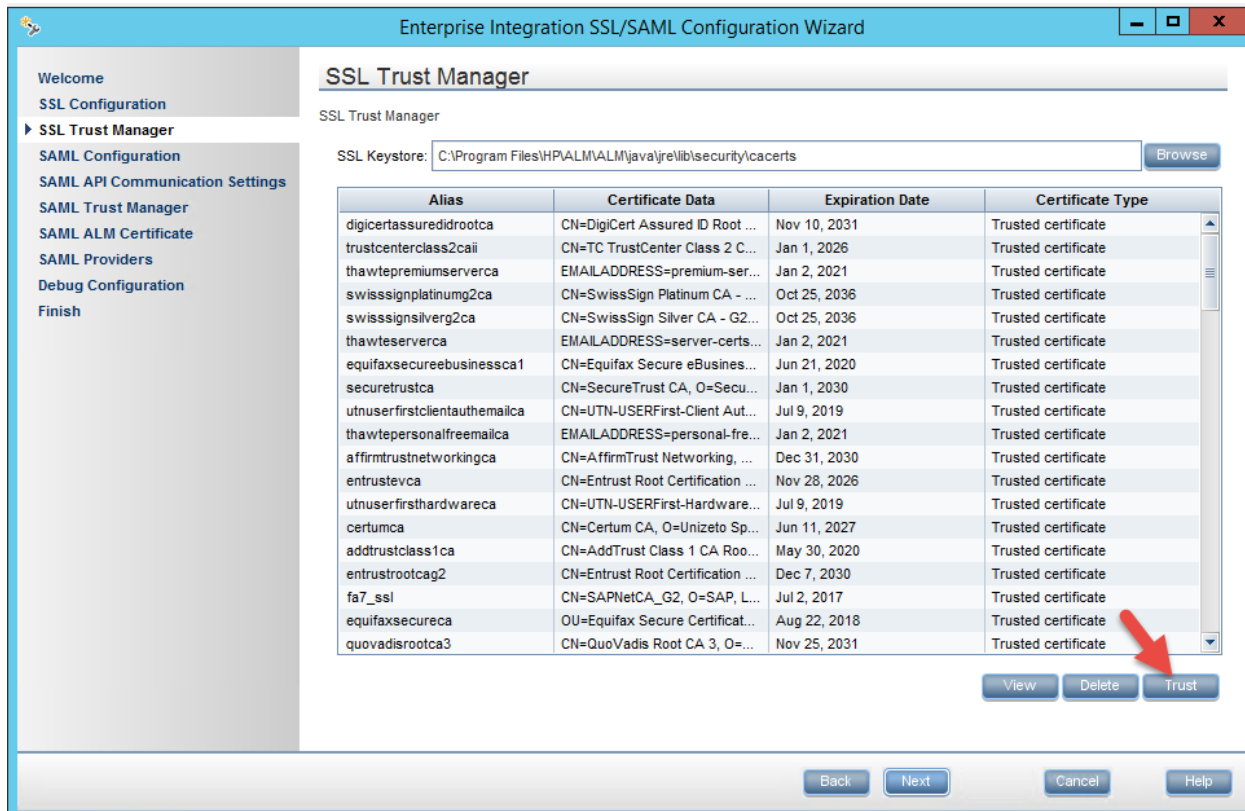 Enterprise Integration SSL/SAML Configuration Wizard
Welcome
SSL Configuration
SSL Trust Manager
SAML Configuration
SAML API Communication Settings
SAML Trust Manager
SAML ALM Certificate
SAML Providers
Debug Configuration
Finish
SSL Trust Manager
SSL Trust Manager
SSL Keystore: C:\Program Files\HP\ALM\ALM\java\jre\lib\security\cacerts Browse
Alias Certificate Data Expiration Date Certificate Type
digicertassuredidrootca CN=DigiCert Assured ID Root ... Nov 10, 2031 Trusted certificate
trustcenterclass2caii CN=TC TrustCenter Class 2 C... Jan 1, 2026 Trusted certificate
thawtepremiumserverca EMAILADDRESS=premium-ser... Jan 2, 2021 Trusted certificate
swisssignplatinumg2ca CN=SwissSign Platinum CA - ... Oct 25, 2036 Trusted certificate
swisssignsilverg2ca CN=SwissSign Silver CA - G2... Oct 25, 2036 Trusted certificate
thawteserverca EMAILADDRESS=server-certs... Jan 2, 2021 Trusted certificate
equifaxsecureebusinessca1 CN=Equifax Secure eBusines... Jun 21, 2020 Trusted certificate
securetrustca CN=SecureTrust CA, O=Secu... Jan 1, 2030 Trusted certificate
utnuserfirstclientauthemailca CN=UTN-USERFirst-Client Aut... Jul 9, 2019 Trusted certificate
thawtepersonalfreemailca EMAILADDRESS=personal-fre... Jan 2, 2021 Trusted certificate
affirmtrustnetworkingca CN=AffirmTrust Networking, ... Dec 31, 2030 Trusted certificate
entrustevca CN=Entrust Root Certification ... Nov 28, 2026 Trusted certificate
utnuserfirsthardwareca CN=UTN-USERFirst-Hardware... Jul 9, 2019 Trusted certificate
certumca CN=Certum CA, O=Unizeto Sp... Jun 11, 2027 Trusted certificate
addtrustclass1ca CN=AddTrust Class 1 CA Roo... May 30, 2020 Trusted certificate
entrustrootcag2 CN=Entrust Root Certification ... Dec 7, 2030 Trusted certificate
fa7_ssl CN=SAPNetCA_G2, O=SAP, L... Jul 2, 2017 Trusted certificate
equifaxsecureca OU=Equifax Secure Certificat... Aug 22, 2018 Trusted certificate
quovadisrootca3 CN=QuoVadis Root CA 3, O=... Nov 25, 2031 Trusted certificate
View Delete Trust
Back Next Cancel Help